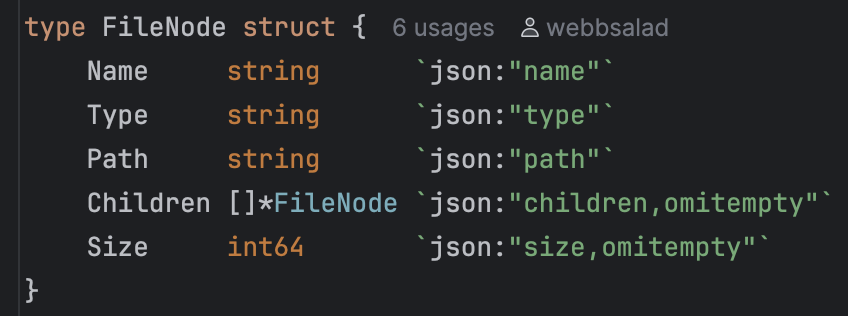 type FileNode struct { 6 usages webbsalad
Name string `json:"name"`
Type string `json:"type"`
Path string `json:"path"`
Children []*FileNode `json:"children,omitempty"`
Size int64 `json:"size,omitempty"`
}